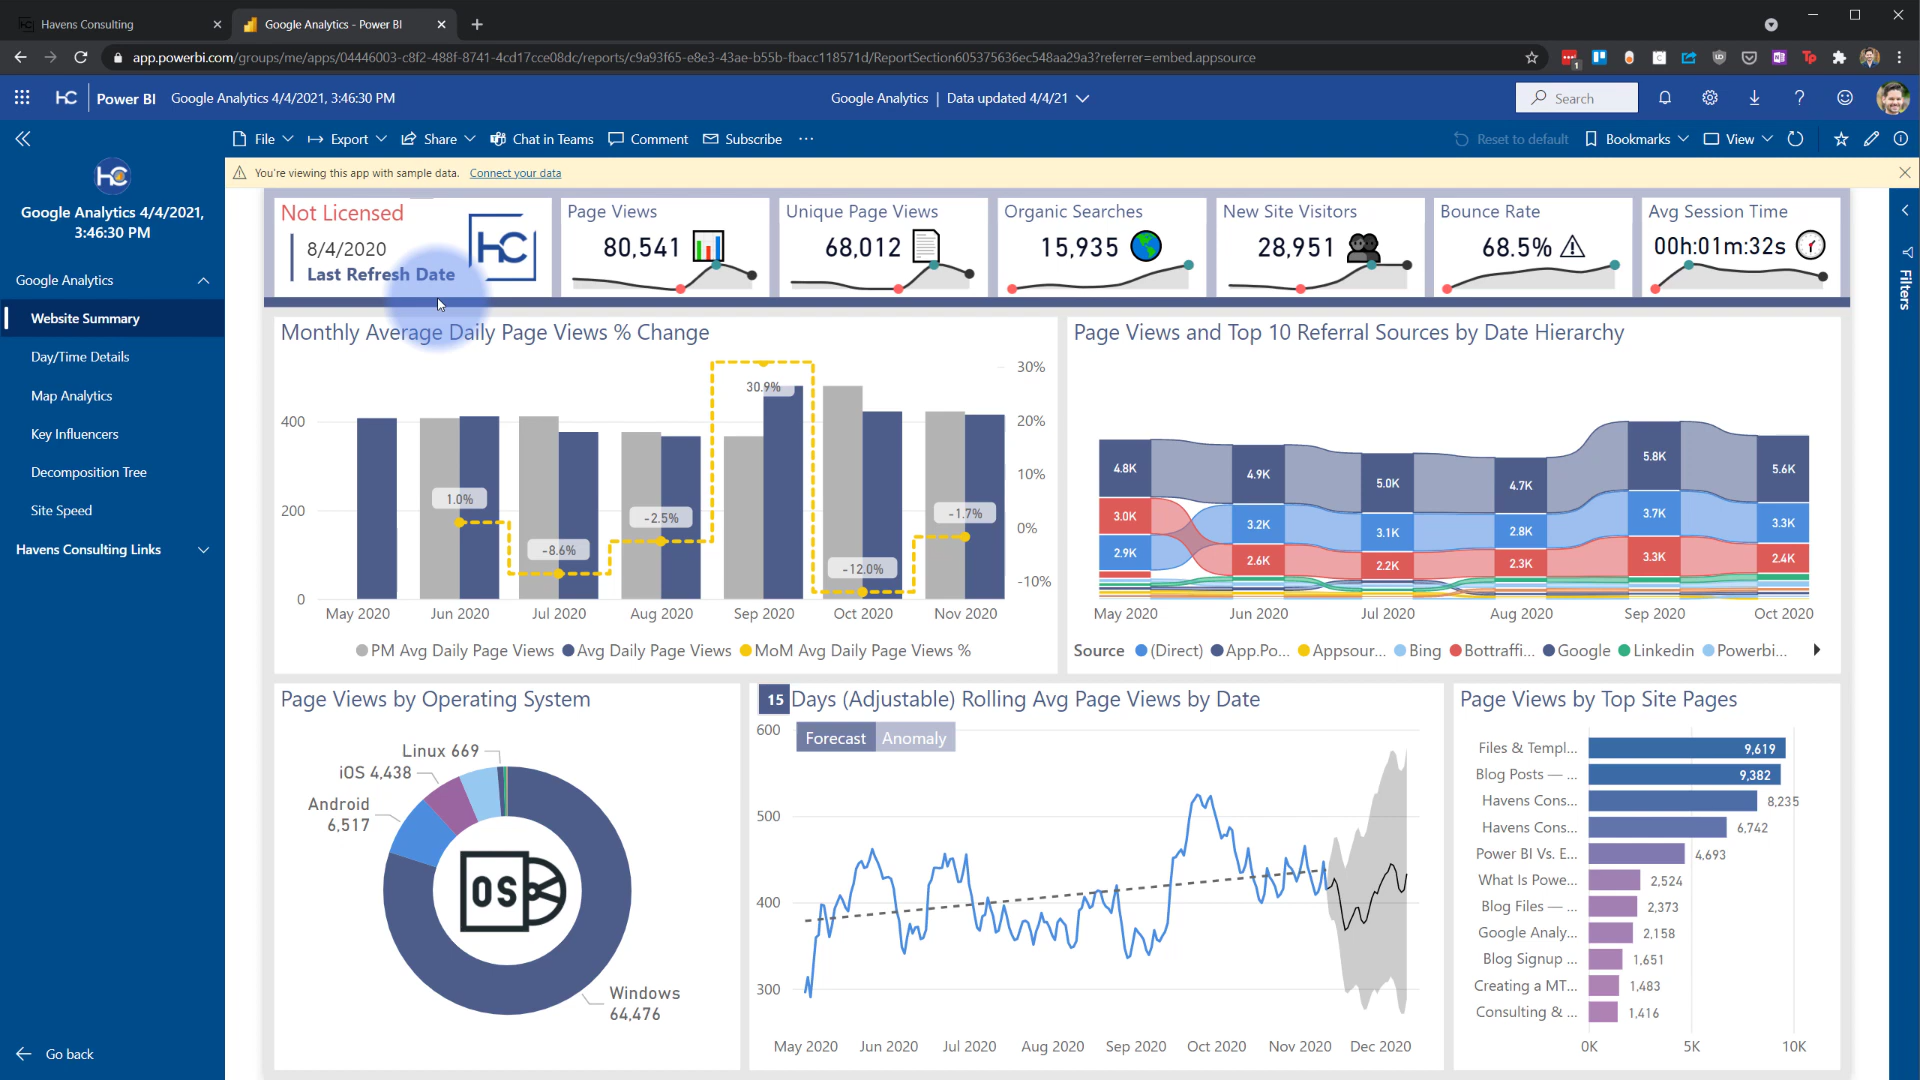 Havens Consulting
Google Analytics - Power BI
app.powerbi.com/groups/me/apps/04446003-c8f2-488f-8741-4cd17cce08dc/reports/c9a93f65-e8e3-43ae-b55b-fbacc118571d/ReportSection605375636ec548aa29a3?referrer=embed.appsource
HC Power BI Google Analytics 4/4/2021, 3:46:30 PM
Google Analytics | Data updated 4/4/21
Search
File Export Share Chat in Teams Comment Subscribe ···
Reset to default Bookmarks View
You're viewing this app with sample data. Connect your data
HC
Google Analytics 4/4/2021,
3:46:30 PM
Google Analytics
Website Summary
Day/Time Details
Map Analytics
Key Influencers
Decomposition Tree
Site Speed
Havens Consulting Links
Go back
Filters
Not Licensed
8/4/2020
Last Refresh Date
HC
Page Views
80,541
Unique Page Views
68,012
Organic Searches
15,935
New Site Visitors
28,951
Bounce Rate
68.5%
Avg Session Time
00h:01m:32s
Monthly Average Daily Page Views % Change
30%
30.9%
400
20%
10%
1.0%
200
-2.5%
-1.7%
0%
-8.6%
-12.0%
-10%
0
May 2020 Jun 2020 Jul 2020 Aug 2020 Sep 2020 Oct 2020 Nov 2020
PM Avg Daily Page Views Avg Daily Page Views MoM Avg Daily Page Views %
Page Views and Top 10 Referral Sources by Date Hierarchy
4.8K 4.9K 5.0K 4.7K 5.8K 5.6K
3.0K 3.2K 3.1K 2.8K 3.7K 3.3K
2.9K 2.6K 2.2K 2.3K 3.3K 2.4K
May 2020 Jun 2020 Jul 2020 Aug 2020 Sep 2020 Oct 2020
Source (Direct) App.Po... Appsour... Bing Bottraffi... Google Linkedin Powerbi...
Page Views by Operating System
Linux 669
iOS 4,438
Android
6,517
OS
Windows
64,476
15 Days (Adjustable) Rolling Avg Page Views by Date
Forecast Anomaly
600
500
400
300
May 2020 Jun 2020 Jul 2020 Aug 2020 Sep 2020 Oct 2020 Nov 2020 Dec 2020
Page Views by Top Site Pages
Files & Templ... 9,619
Blog Posts — ... 9,382
Havens Cons... 8,235
Havens Cons... 6,742
Power BI Vs. E... 4,693
What Is Powe... 2,524
Blog Files — ... 2,373
Google Analy... 2,158
Blog Signup ... 1,651
Creating a MT... 1,483
Consulting & ... 1,416
0K 5K 10K